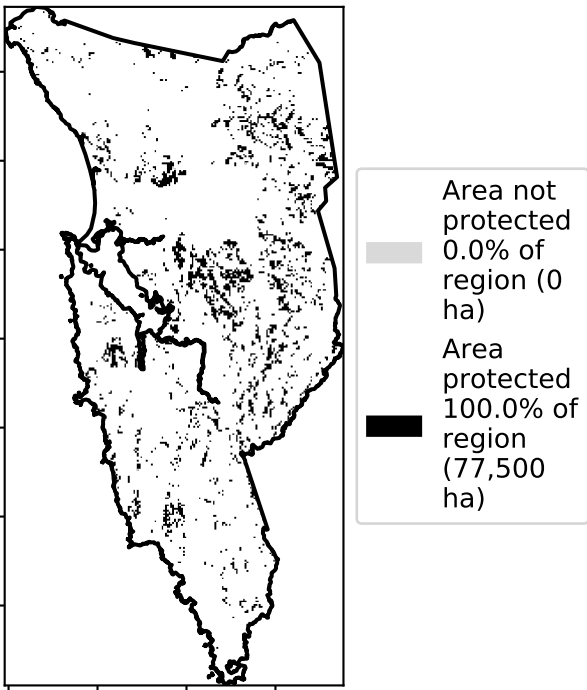 Area not
protected
0.0% of
region (0
ha)
Area
protected
100.0% of
region
(77,500
ha)